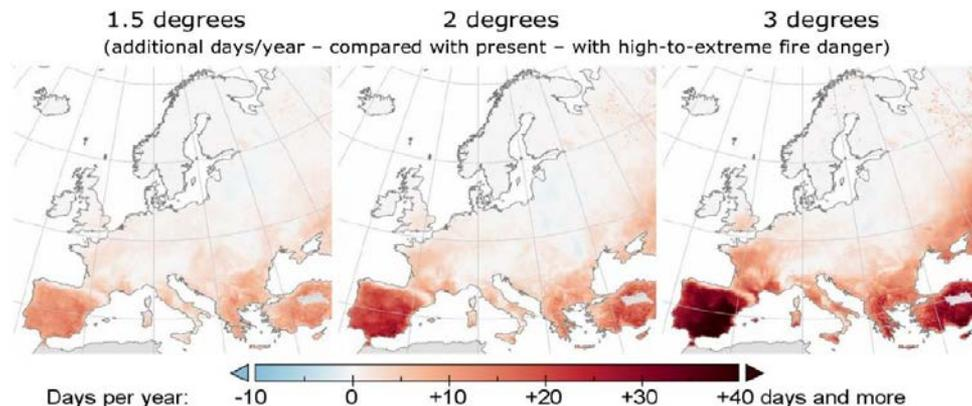 1.5 degrees 2 degrees 3 degrees
(additional days/year – compared with present – with high-to-extreme fire danger)
Days per year: -10 0 +10 +20 +30 +40 days and more